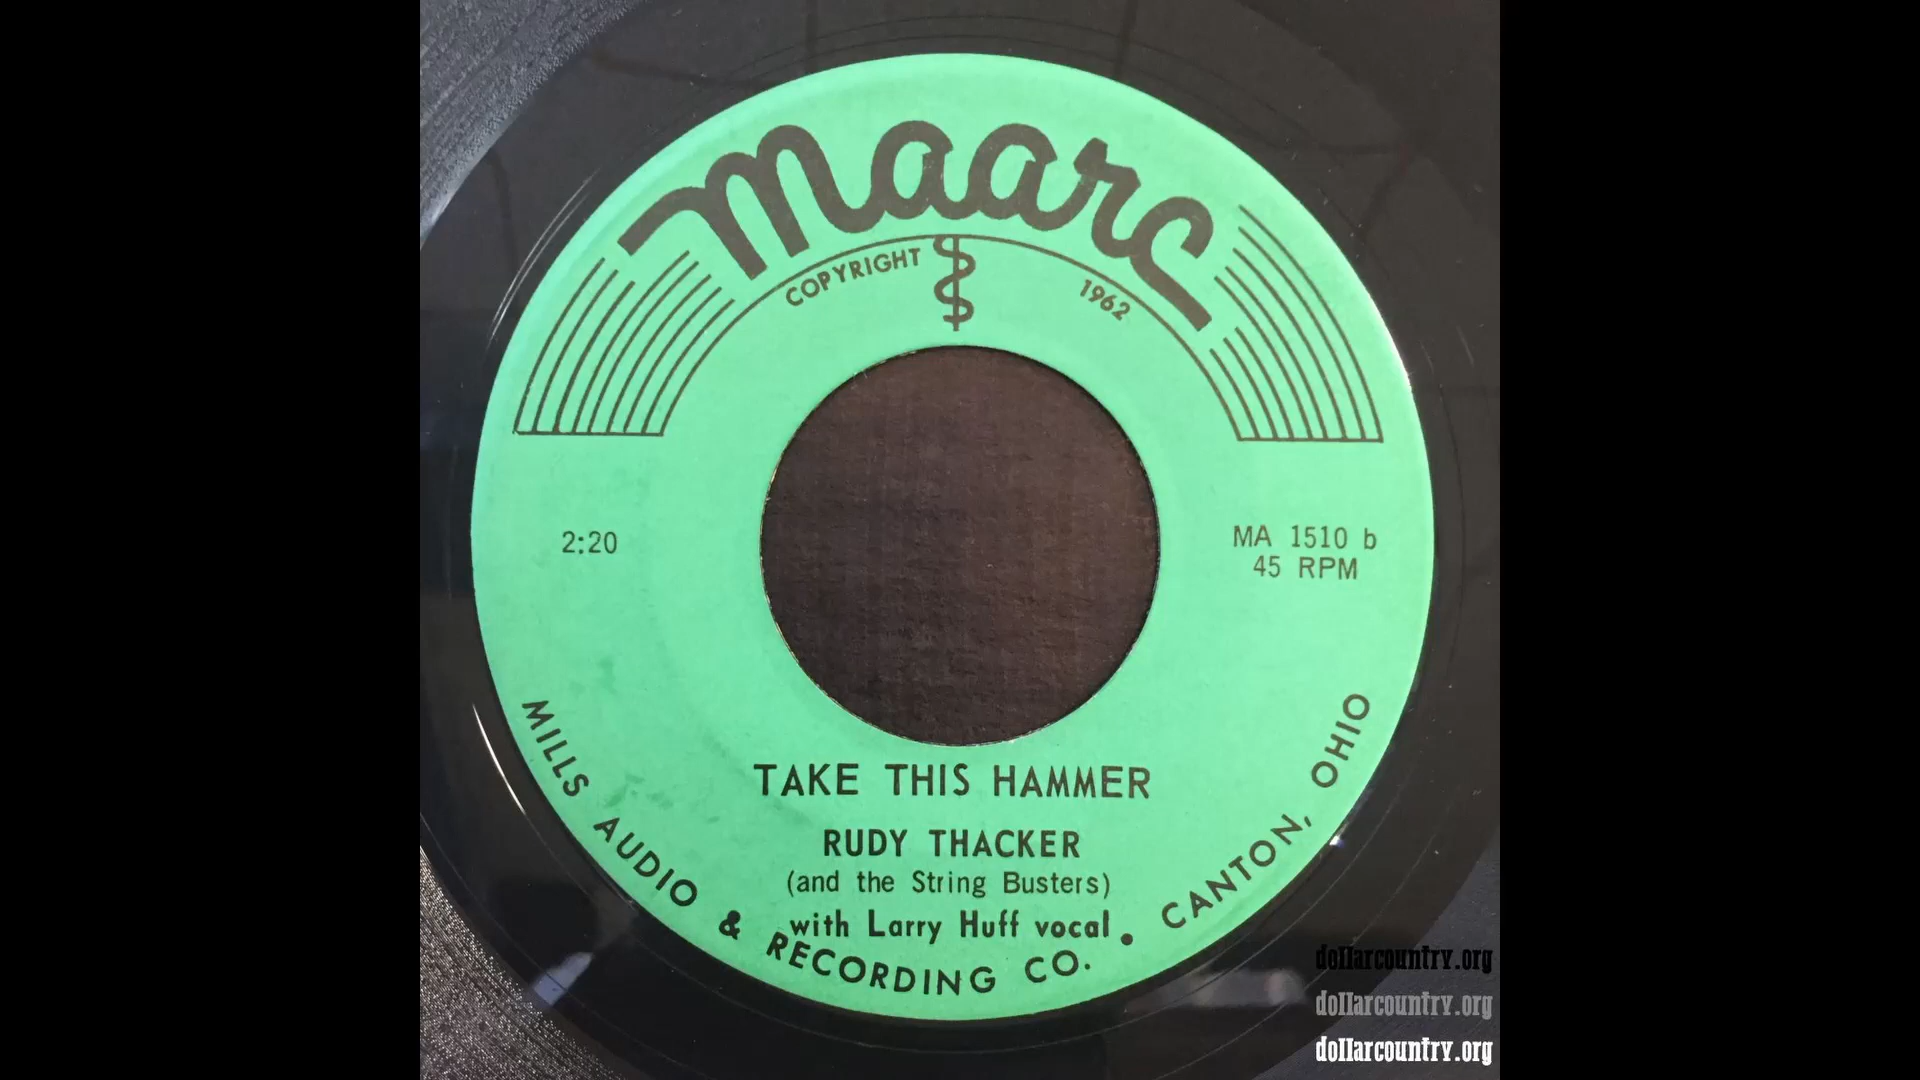 Maarc
COPYRIGHT 1962
2:20
MA 1510 b
45 RPM
TAKE THIS HAMMER
RUDY THACKER
(and the String Busters)
with Larry Huff vocal
MILLS AUDIO & RECORDING CO. • CANTON, OHIO
dollarcountry.org
dollarcountry.org
dollarcountry.org